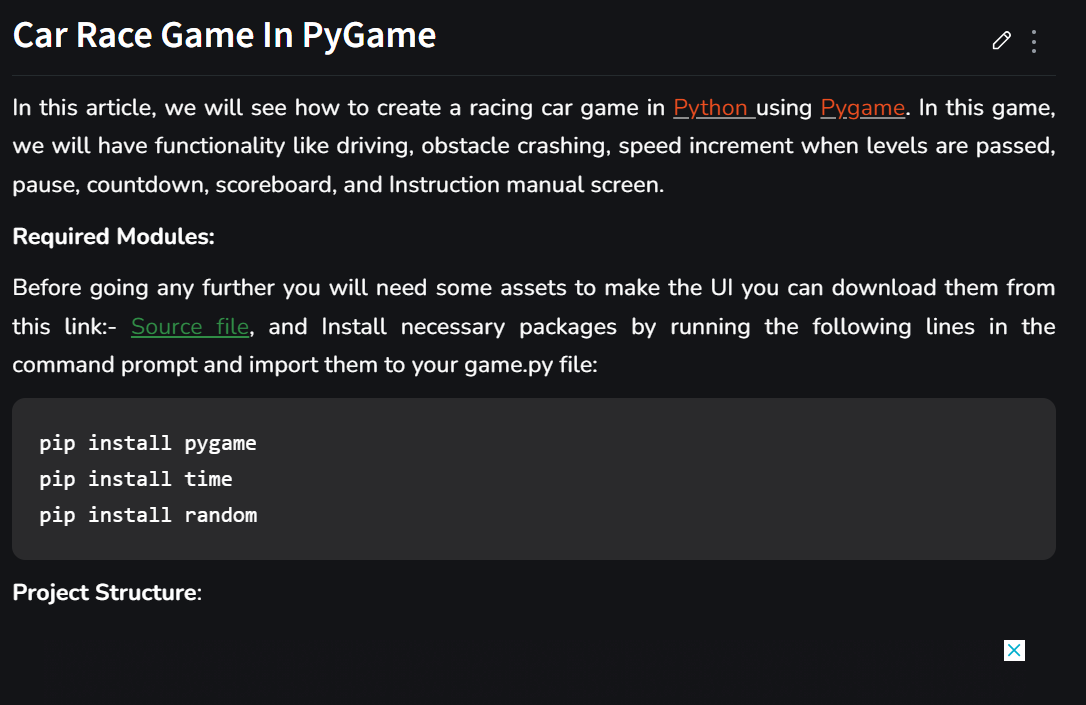 Car Race Game In PyGame
In this article, we will see how to create a racing car game in Python using Pygame. In this game,
we will have functionality like driving, obstacle crashing, speed increment when levels are passed,
pause, countdown, scoreboard, and Instruction manual screen.
Required Modules:
Before going any further you will need some assets to make the UI you can download them from
this link:- Source file, and Install necessary packages by running the following lines in the
command prompt and import them to your game.py file:
pip install pygame
pip install time
pip install random
Project Structure: